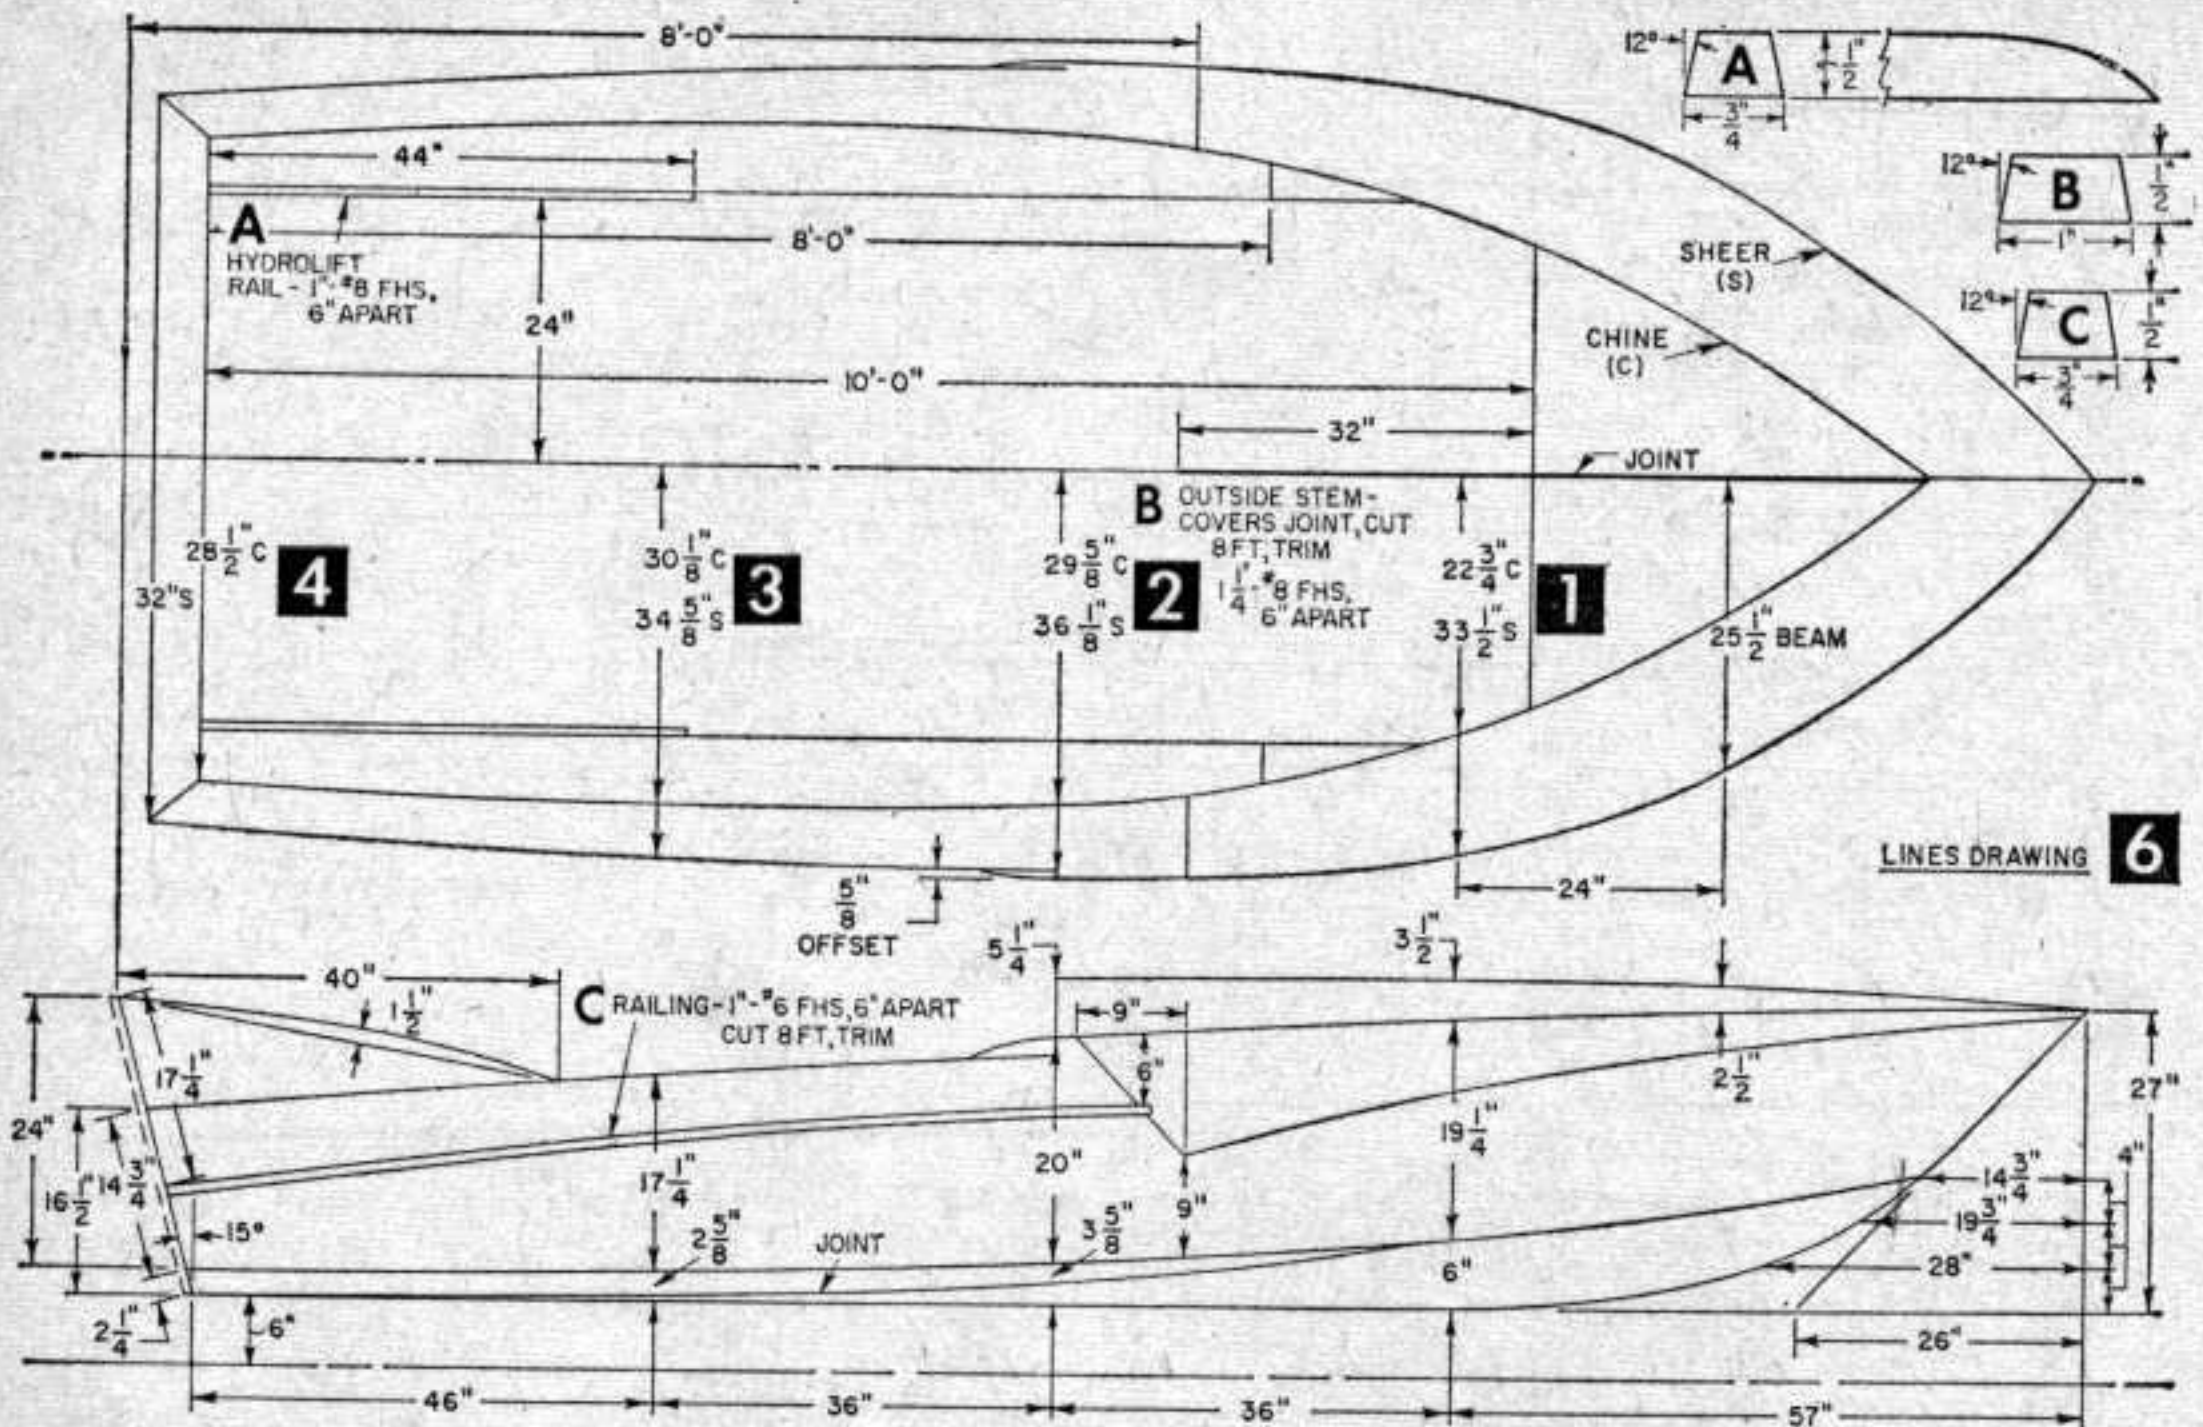 8'-0"
12°
A
1/2"
3/4"
12°
B
1/2"
1"
12°
C
1/2"
3/4"
44"
A
HYDROLIFT
RAIL - 1"-#8 FHS,
6" APART
8'-0"
24"
SHEER
(S)
CHINE
(C)
10'-0"
32"
JOINT
B OUTSIDE STEM-
COVERS JOINT, CUT
8 FT, TRIM
1 1/4"-#8 FHS,
6" APART
28 1/2" C
4
32" S
30 1/8" C
34 5/8" S
3
29 5/8" C
36 1/8" S
2
22 3/4" C
33 1/2" S
1
25 1/2" BEAM
LINES DRAWING 6
24"
5/8"
OFFSET
5 1/4"
3 1/2"
40"
1 1/2"
C RAILING-1"-#6 FHS, 6" APART
CUT 8 FT, TRIM
9"
6"
2 1/2"
27"
17 1/4"
24"
16 1/2"
14 3/4"
15°
17 1/4"
20"
19 1/4"
9"
4"
14 3/4"
19 3/4"
28"
2 5/8"
JOINT
3 5/8"
6"
2 1/4"
6"
26"
46"
36"
36"
57"